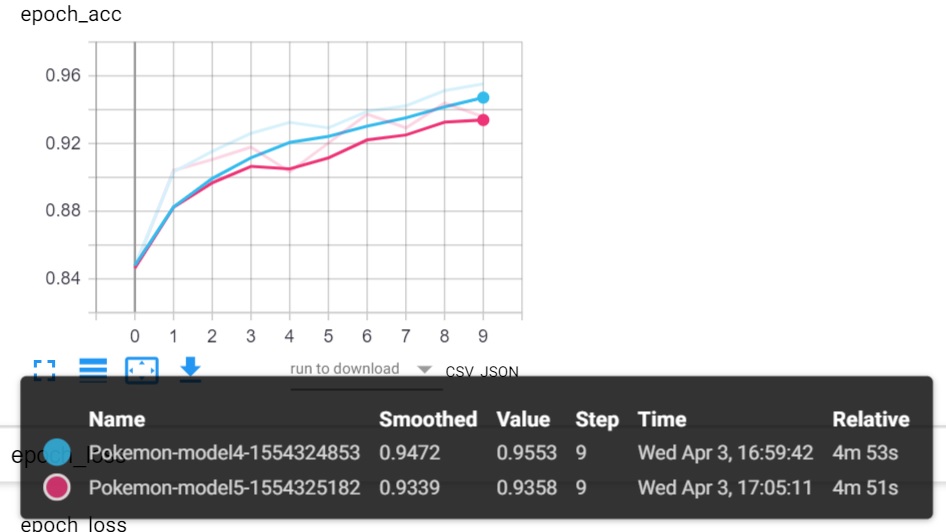 epoch_acc
0.96
0.92
0.88
0.84
0 1 2 3 4 5 6 7 8 9
run to download CSV JSON
Name Smoothed Value Step Time Relative
Pokemon-model4-1554324853 0.9472 0.9553 9 Wed Apr 3, 16:59:42 4m 53s
epoch_loss
Pokemon-model5-1554325182 0.9339 0.9358 9 Wed Apr 3, 17:05:11 4m 51s
epoch_loss